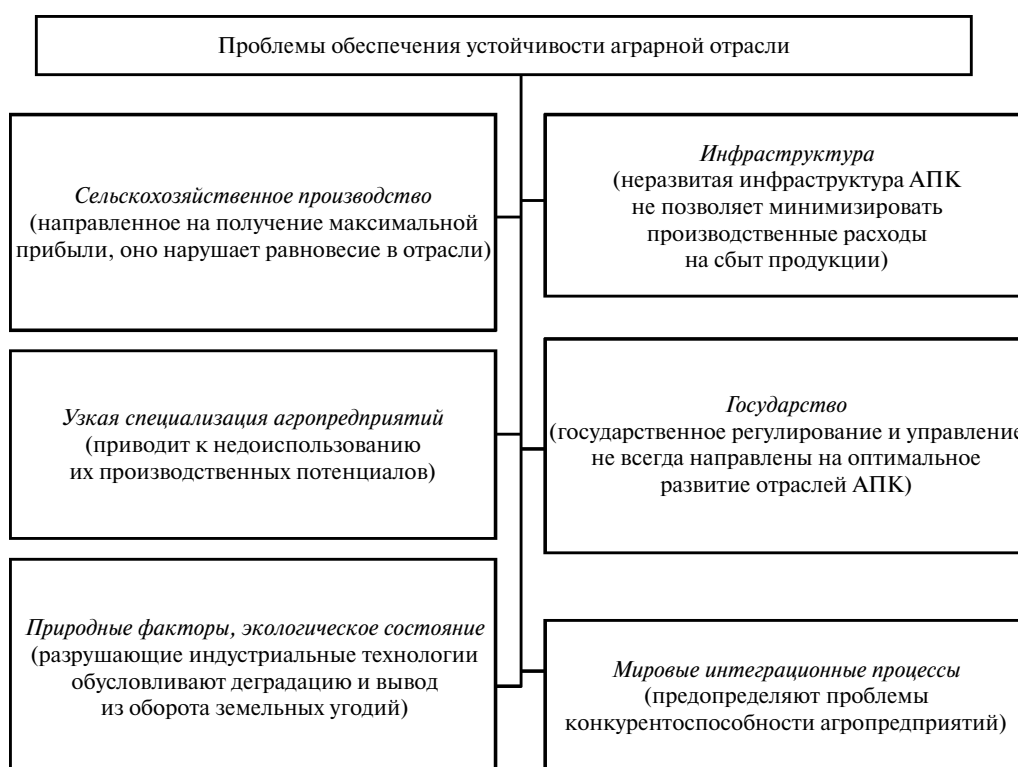 Проблемы обеспечения устойчивости аграрной отрасли
Сельскохозяйственное производство
(направленное на получение максимальной
прибыли, оно нарушает равновесие в отрасли)
Инфраструктура
(неразвитая инфраструктура АПК
не позволяет минимизировать
производственные расходы
на сбыт продукции)
Узкая специализация агропредприятий
(приводит к недоиспользованию
их производственных потенциалов)
Государство
(государственное регулирование и управление
не всегда направлены на оптимальное
развитие отраслей АПК)
Природные факторы, экологическое состояние
(разрушающие индустриальные технологии
обусловливают деградацию и вывод
из оборота земельных угодий)
Мировые интеграционные процессы
(предопределяют проблемы
конкурентоспособности агропредприятий)